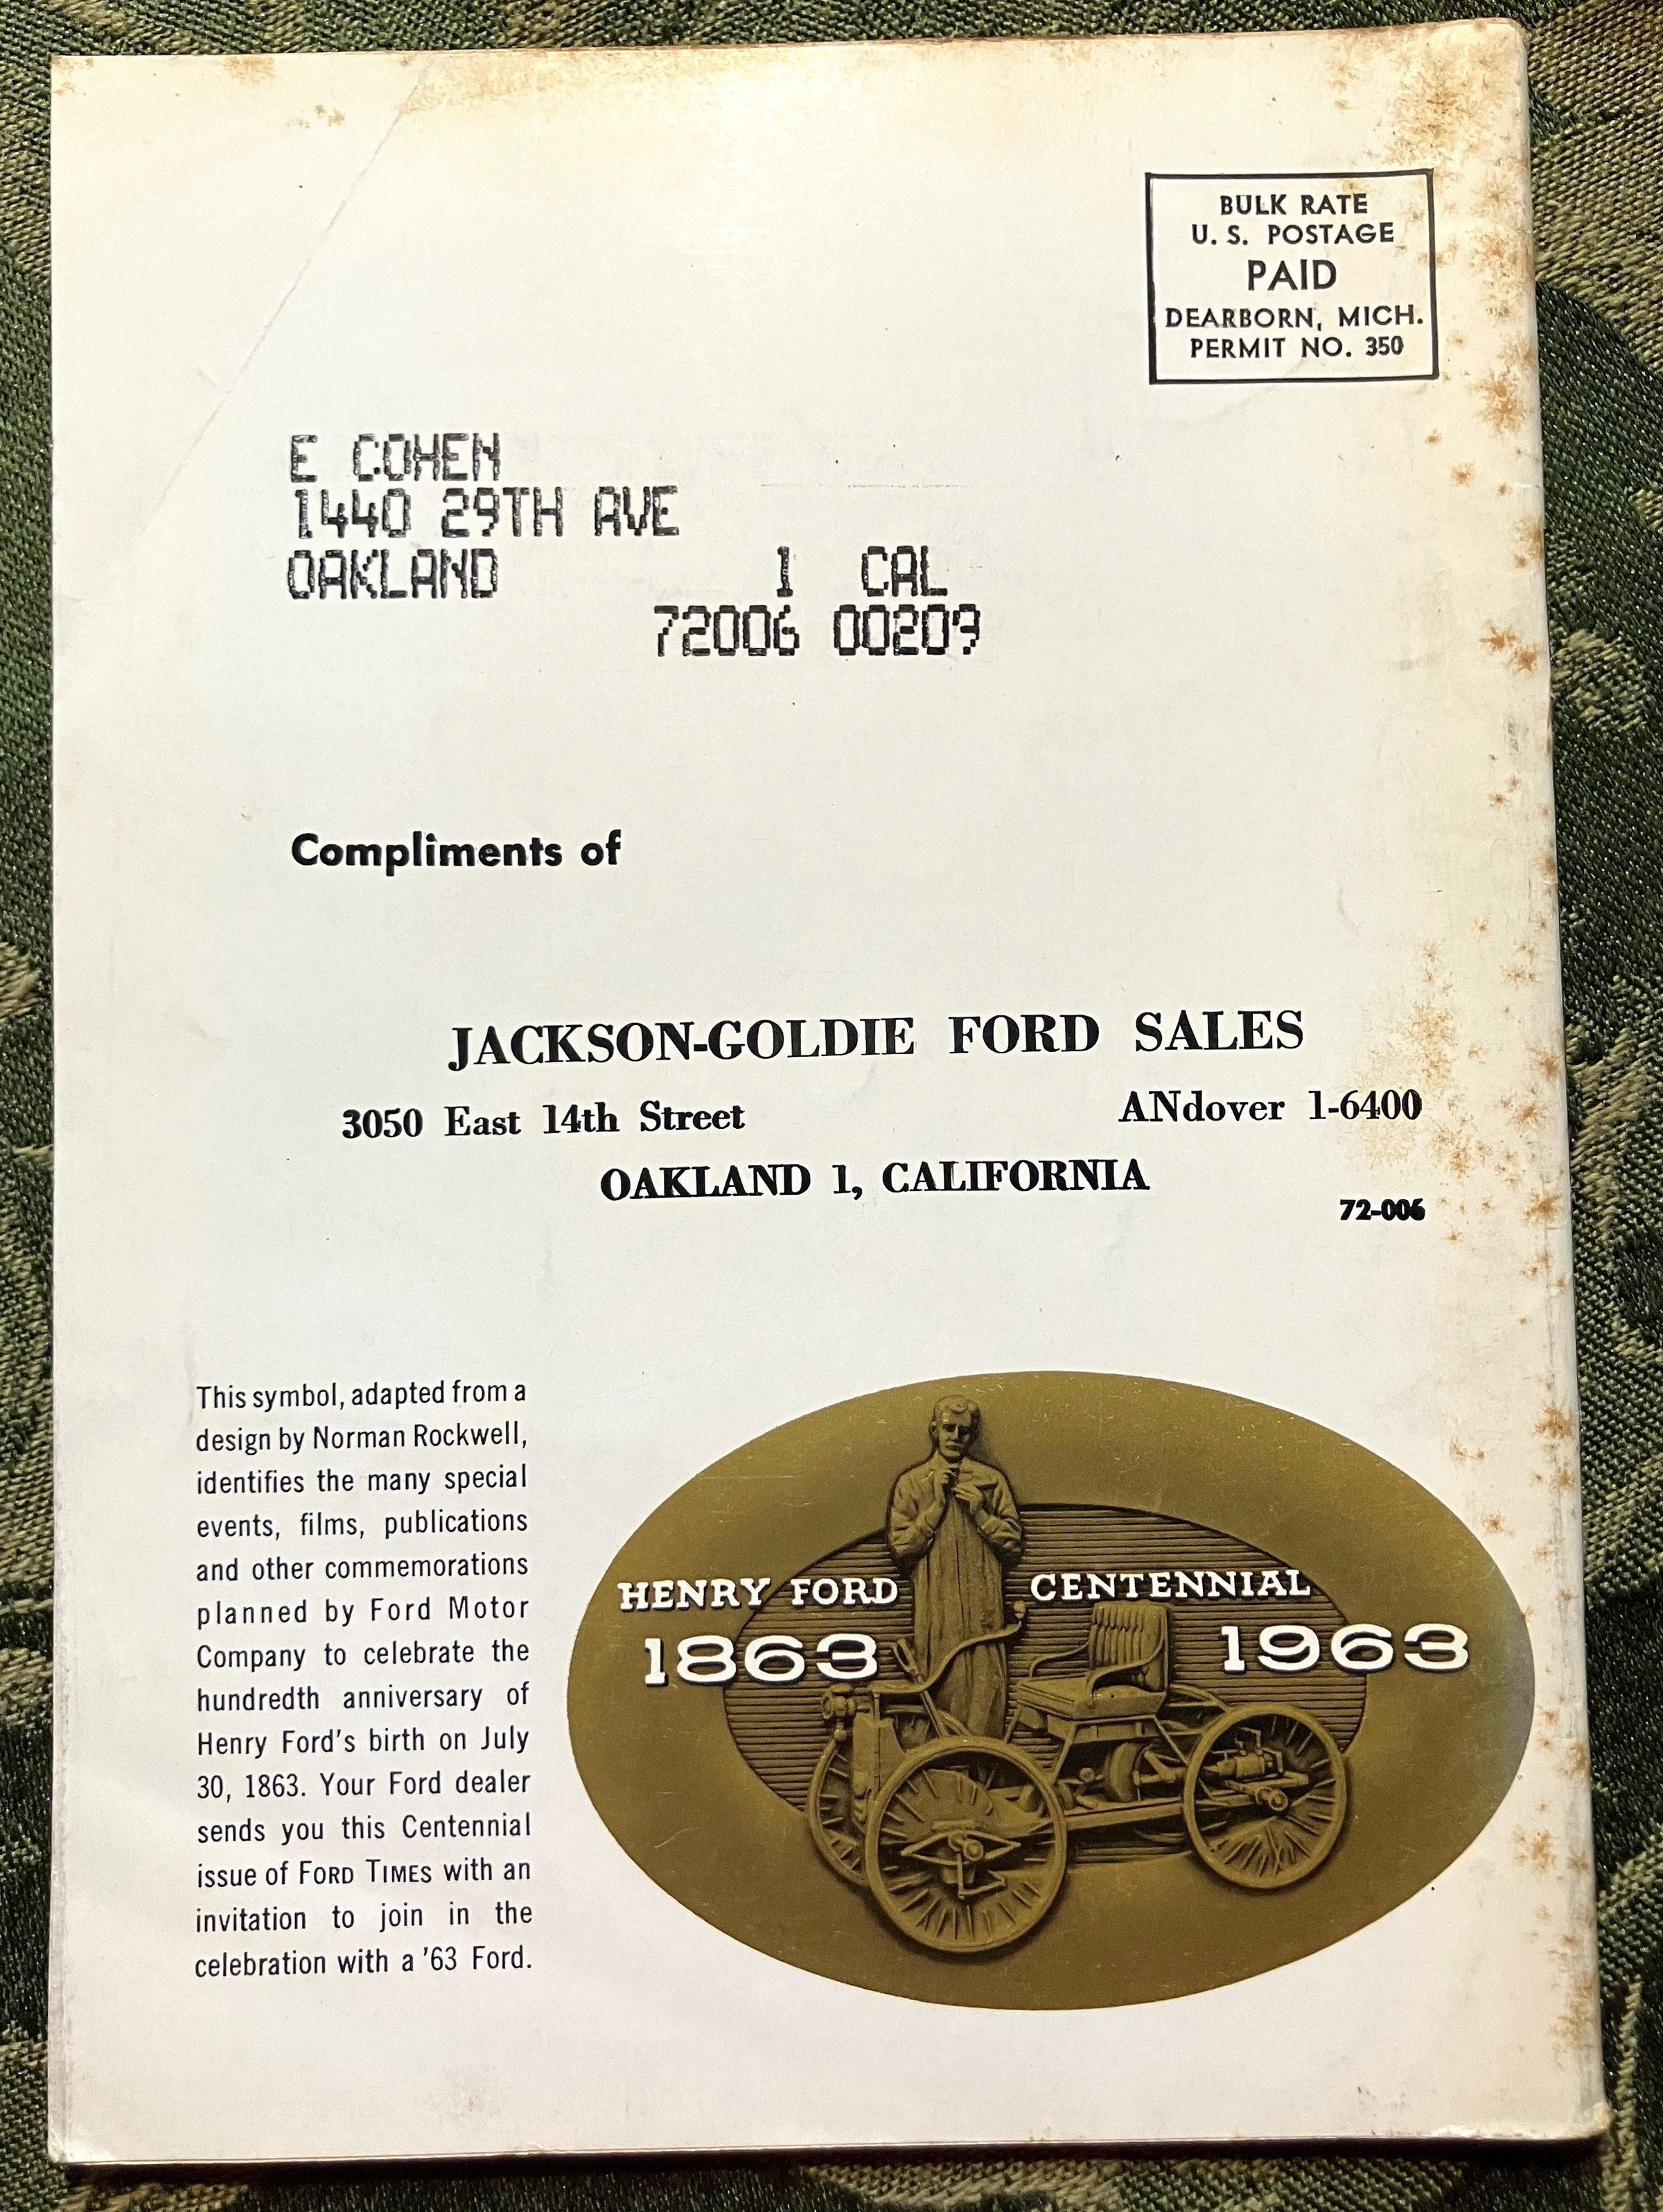 BULK RATE
U. S. POSTAGE
PAID
DEARBORN, MICH.
PERMIT NO. 350
E COHEN
1440 29TH AVE
OAKLAND 1 CAL
72006 00209
Compliments of
JACKSON-GOLDIE FORD SALES
3050 East 14th Street ANdover 1-6400
OAKLAND 1, CALIFORNIA
72-006
This symbol, adapted from a
design by Norman Rockwell,
identifies the many special
events, films, publications
and other commemorations
planned by Ford Motor
Company to celebrate the
hundredth anniversary of
Henry Ford's birth on July
30, 1863. Your Ford dealer
sends you this Centennial
issue of FORD TIMES with an
invitation to join in the
celebration with a '63 Ford.
HENRY FORD CENTENNIAL
1863 1963